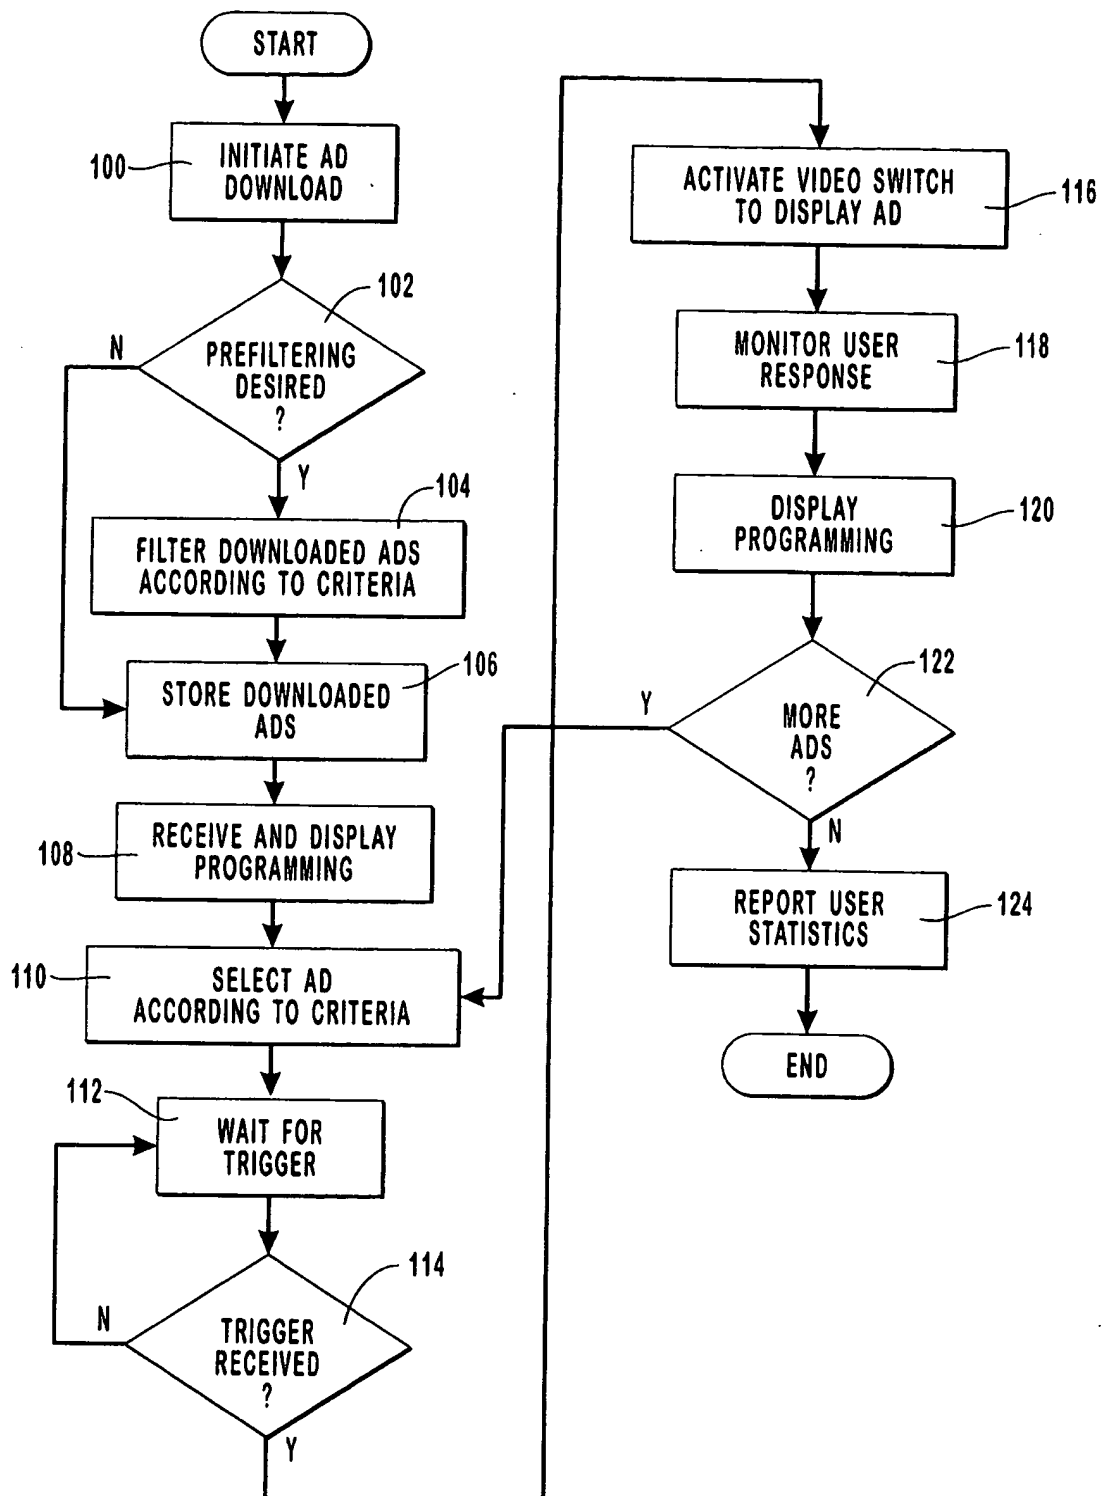 START
100
INITIATE AD
DOWNLOAD
102
N
PREFILTERING
DESIRED
?
Y
104
FILTER DOWNLOADED ADS
ACCORDING TO CRITERIA
106
STORE DOWNLOADED
ADS
108
RECEIVE AND DISPLAY
PROGRAMMING
110
SELECT AD
ACCORDING TO CRITERIA
112
WAIT FOR
TRIGGER
114
N
TRIGGER
RECEIVED
?
Y
ACTIVATE VIDEO SWITCH
TO DISPLAY AD
116
MONITOR USER
RESPONSE
118
DISPLAY
PROGRAMMING
120
122
Y
MORE
ADS
?
N
REPORT USER
STATISTICS
124
END